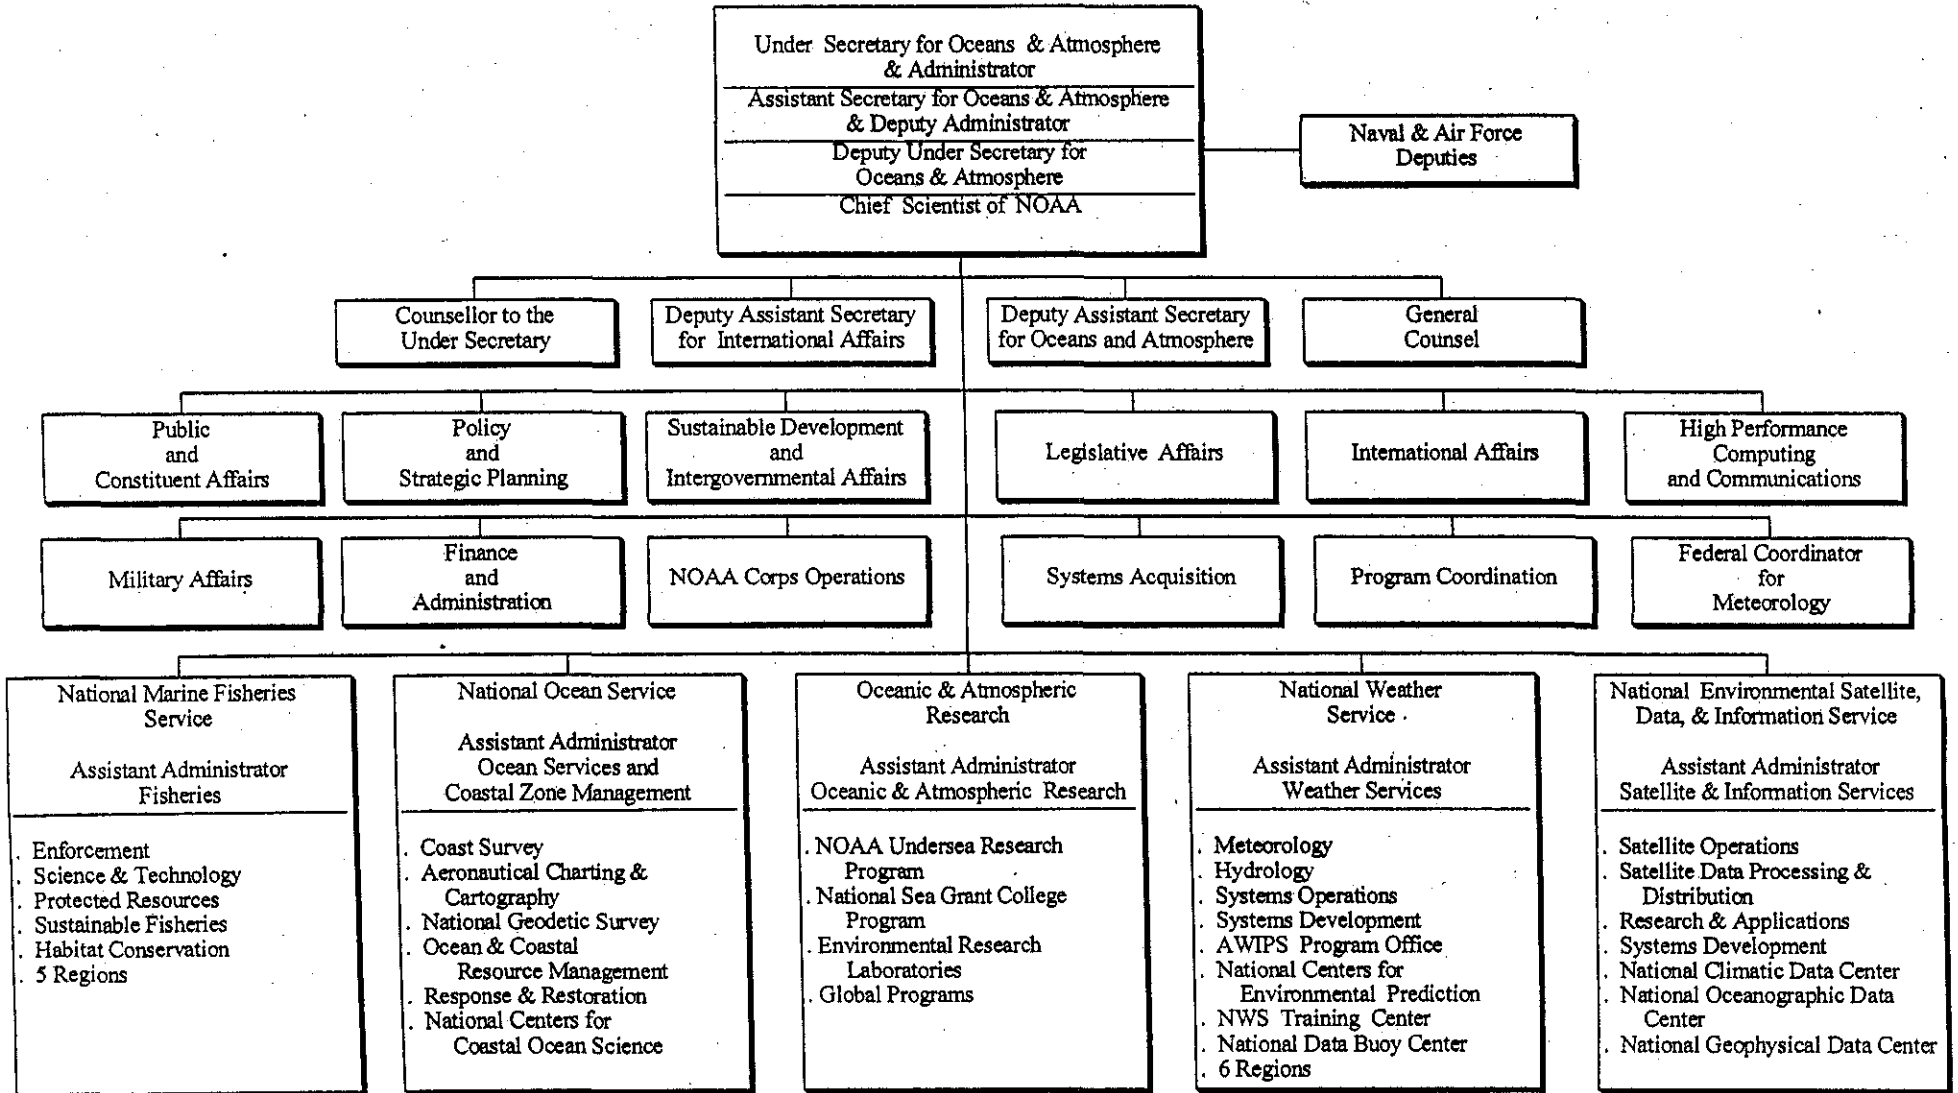 Under Secretary for Oceans & Atmosphere
& Administrator
Assistant Secretary for Oceans & Atmosphere
& Deputy Administrator
Deputy Under Secretary for
Oceans & Atmosphere
Chief Scientist of NOAA
Naval & Air Force
Deputies
Counsellor to the
Under Secretary
Deputy Assistant Secretary
for International Affairs
Deputy Assistant Secretary
for Oceans and Atmosphere
General
Counsel
Public
and
Constituent Affairs
Policy
and
Strategic Planning
Sustainable Development
and
Intergovernmental Affairs
Legislative Affairs
International Affairs
High Performance
Computing
and Communications
Military Affairs
Finance
and
Administration
NOAA Corps Operations
Systems Acquisition
Program Coordination
Federal Coordinator
for
Meteorology
National Marine Fisheries
Service
Assistant Administrator
Fisheries
. Enforcement
. Science & Technology
. Protected Resources
. Sustainable Fisheries
. Habitat Conservation
. 5 Regions
National Ocean Service
Assistant Administrator
Ocean Services and
Coastal Zone Management
. Coast Survey
. Aeronautical Charting &
Cartography
. National Geodetic Survey
. Ocean & Coastal
Resource Management
. Response & Restoration
. National Centers for
Coastal Ocean Science
Oceanic & Atmospheric
Research
Assistant Administrator
Oceanic & Atmospheric Research
. NOAA Undersea Research
Program
. National Sea Grant College
Program
. Environmental Research
Laboratories
. Global Programs
National Weather
Service
Assistant Administrator
Weather Services
. Meteorology
. Hydrology
. Systems Operations
. Systems Development
. AWIPS Program Office
. National Centers for
Environmental Prediction
. NWS Training Center
. National Data Buoy Center
. 6 Regions
National Environmental Satellite,
Data, & Information Service
Assistant Administrator
Satellite & Information Services
. Satellite Operations
. Satellite Data Processing &
Distribution
. Research & Applications
. Systems Development
. National Climatic Data Center
. National Oceanographic Data
Center
. National Geophysical Data Center